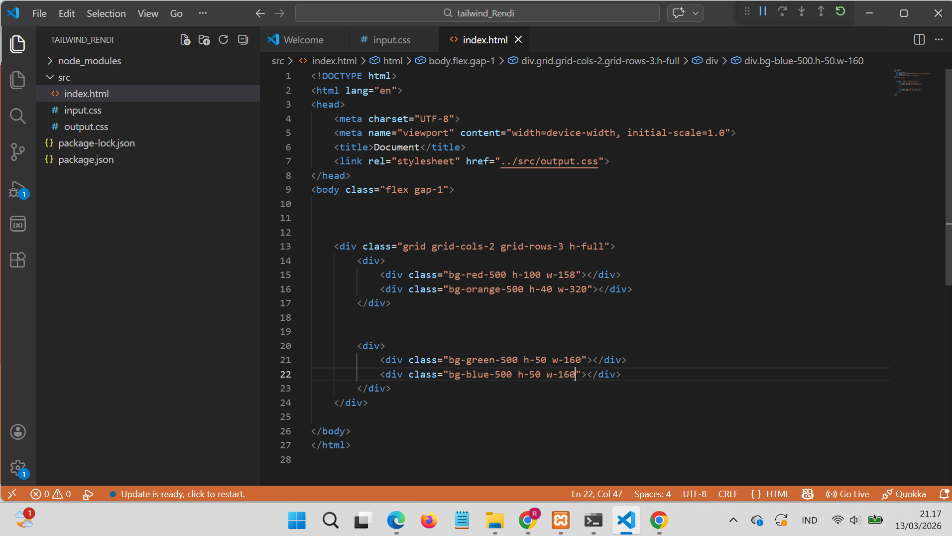 File Edit Selection View Go ··· tailwind_Rendi
TAILWIND_RENDI
node_modules
src
index.html
# input.css
# output.css
{} package-lock.json
{} package.json
1
1
Welcome # input.css <> index.html
src > <> index.html > html > body.flex.gap-1 > div.grid.grid-cols-2.grid-rows-3.h-full > div > div.bg-blue-500.h-50.w-160
1 <!DOCTYPE html>
2 <html lang="en">
3 <head>
4 <meta charset="UTF-8">
5 <meta name="viewport" content="width=device-width, initial-scale=1.0">
6 <title>Document</title>
7 <link rel="stylesheet" href="../src/output.css">
8 </head>
9 <body class="flex gap-1">
10
11
12
13 <div class="grid grid-cols-2 grid-rows-3 h-full">
14 <div>
15 <div class="bg-red-500 h-100 w-158"></div>
16 <div class="bg-orange-500 h-40 w-320"></div>
17 </div>
18
19
20 <div>
21 <div class="bg-green-500 h-50 w-160"></div>
22 <div class="bg-blue-500 h-50 w-160"></div>
23 </div>
24 </div>
25
26 </body>
27 </html>
28
0 0 Update is ready, click to restart. Ln 22, Col 47 Spaces: 4 UTF-8 CRLF {} HTML Go Live Quokka
1 R IND 21.17
13/03/2026